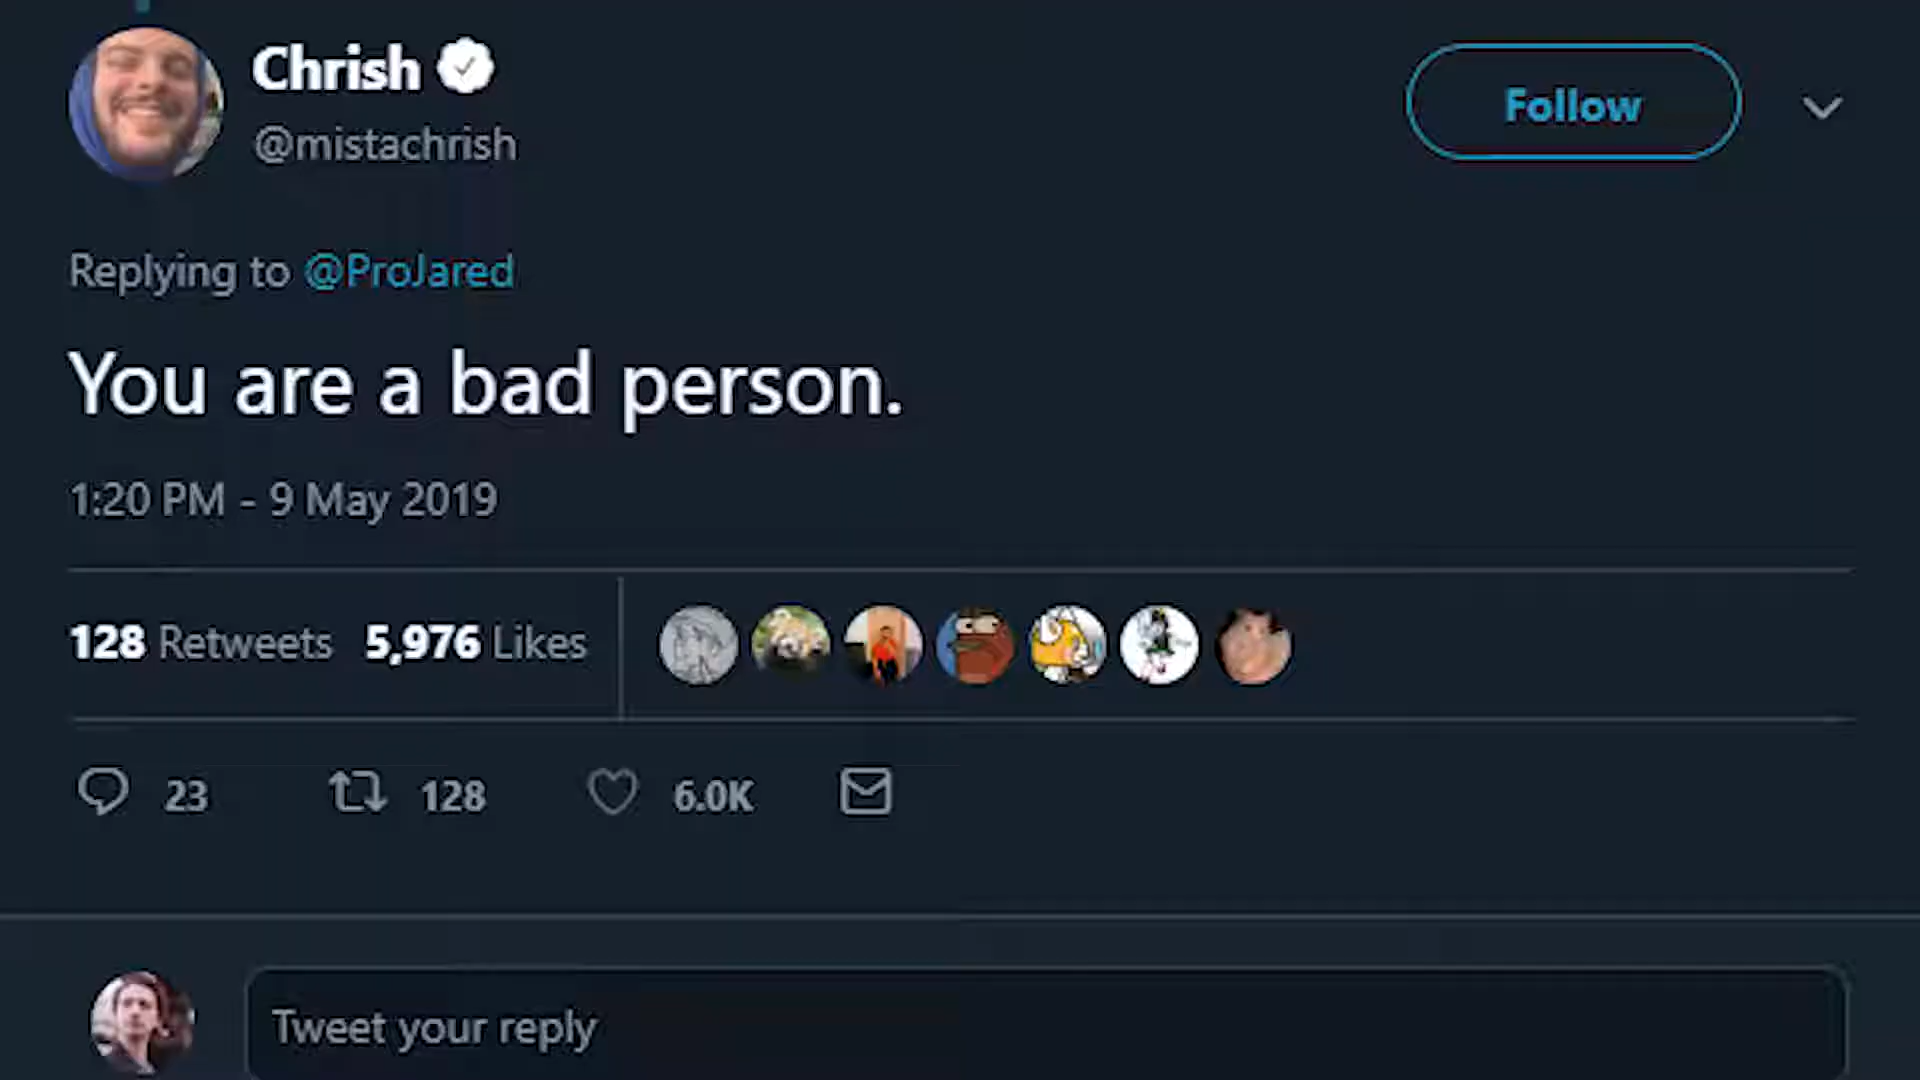 Chrish
@mistachrish
Follow
Replying to @ProJared
You are a bad person.
1:20 PM - 9 May 2019
128 Retweets 5,976 Likes
23 128 6.0K
Tweet your reply